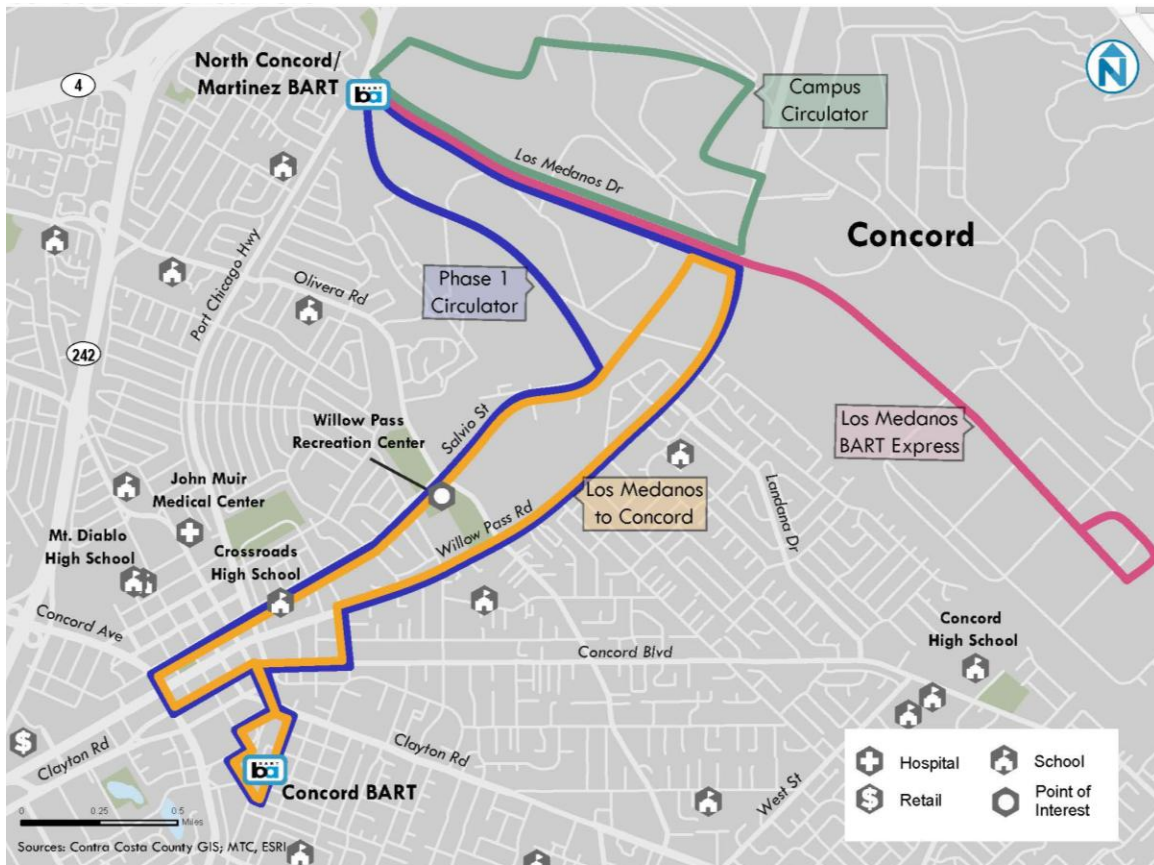 North Concord/
Martinez BART
BART
ba
4
N
Campus
Circulator
Los Medanos Dr
Concord
Port Chicago Hwy
Olivera Rd
Phase 1
Circulator
242
Willow Pass
Recreation Center
Salvio St
Los Medanos
BART Express
John Muir
Medical Center
Los Medanos
to Concord
Landana Dr
Mt. Diablo
High School
Crossroads
High School
Willow Pass Rd
Concord Ave
Concord Blvd
Concord
High School
Clayton Rd
Clayton Rd
West St
BART
ba
Concord BART
Hospital
School
$
Retail
Point of
Interest
$
0
0.25
0.5
Miles
Sources: Contra Costa County GIS; MTC, ESRI